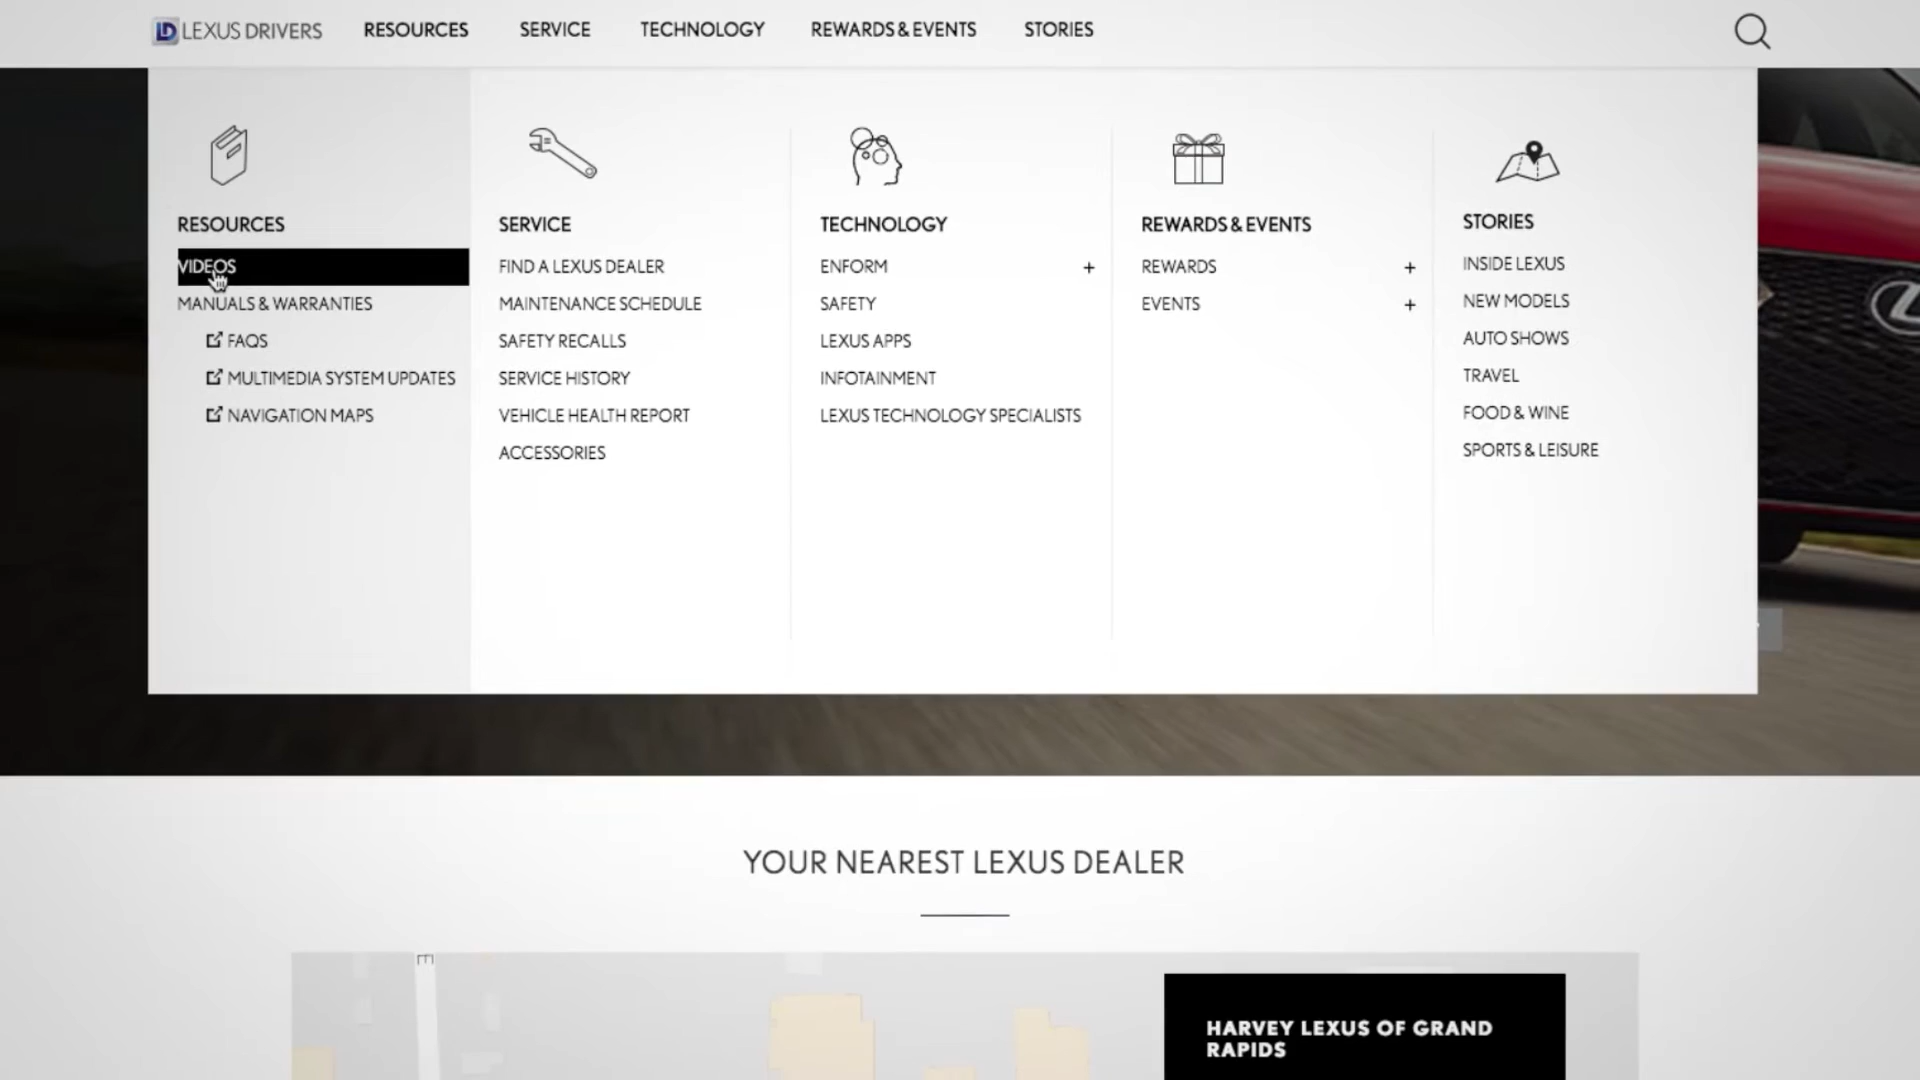 LEXUS DRIVERS
RESOURCES
SERVICE
TECHNOLOGY
REWARDS & EVENTS
STORIES
RESOURCES
VIDEOS
MANUALS & WARRANTIES
FAQS
MULTIMEDIA SYSTEM UPDATES
NAVIGATION MAPS
SERVICE
FIND A LEXUS DEALER
MAINTENANCE SCHEDULE
SAFETY RECALLS
SERVICE HISTORY
VEHICLE HEALTH REPORT
ACCESSORIES
TECHNOLOGY
ENFORM +
SAFETY
LEXUS APPS
INFOTAINMENT
LEXUS TECHNOLOGY SPECIALISTS
REWARDS & EVENTS
REWARDS +
EVENTS +
STORIES
INSIDE LEXUS
NEW MODELS
AUTO SHOWS
TRAVEL
FOOD & WINE
SPORTS & LEISURE
YOUR NEAREST LEXUS DEALER
HARVEY LEXUS OF GRAND
RAPIDS